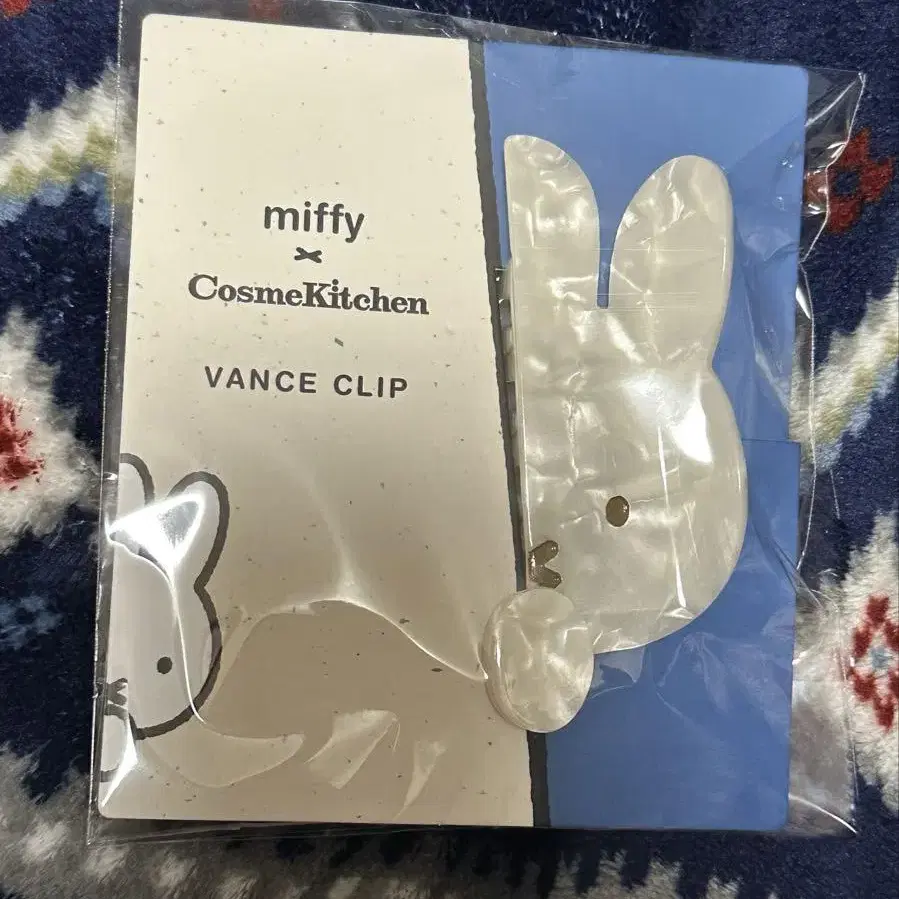 miffy
×
CosmeKitchen
VANCE CLIP